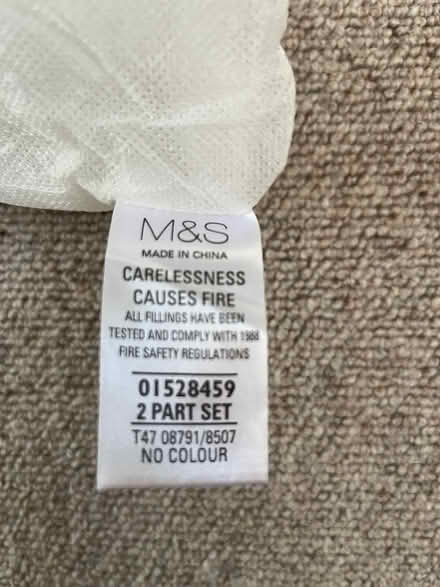 M&S
MADE IN CHINA
CARELESSNESS
CAUSES FIRE
ALL FILLINGS HAVE BEEN
TESTED AND COMPLY WITH 1988
FIRE SAFETY REGULATIONS
01528459
2 PART SET
T47 08791/8507
NO COLOUR